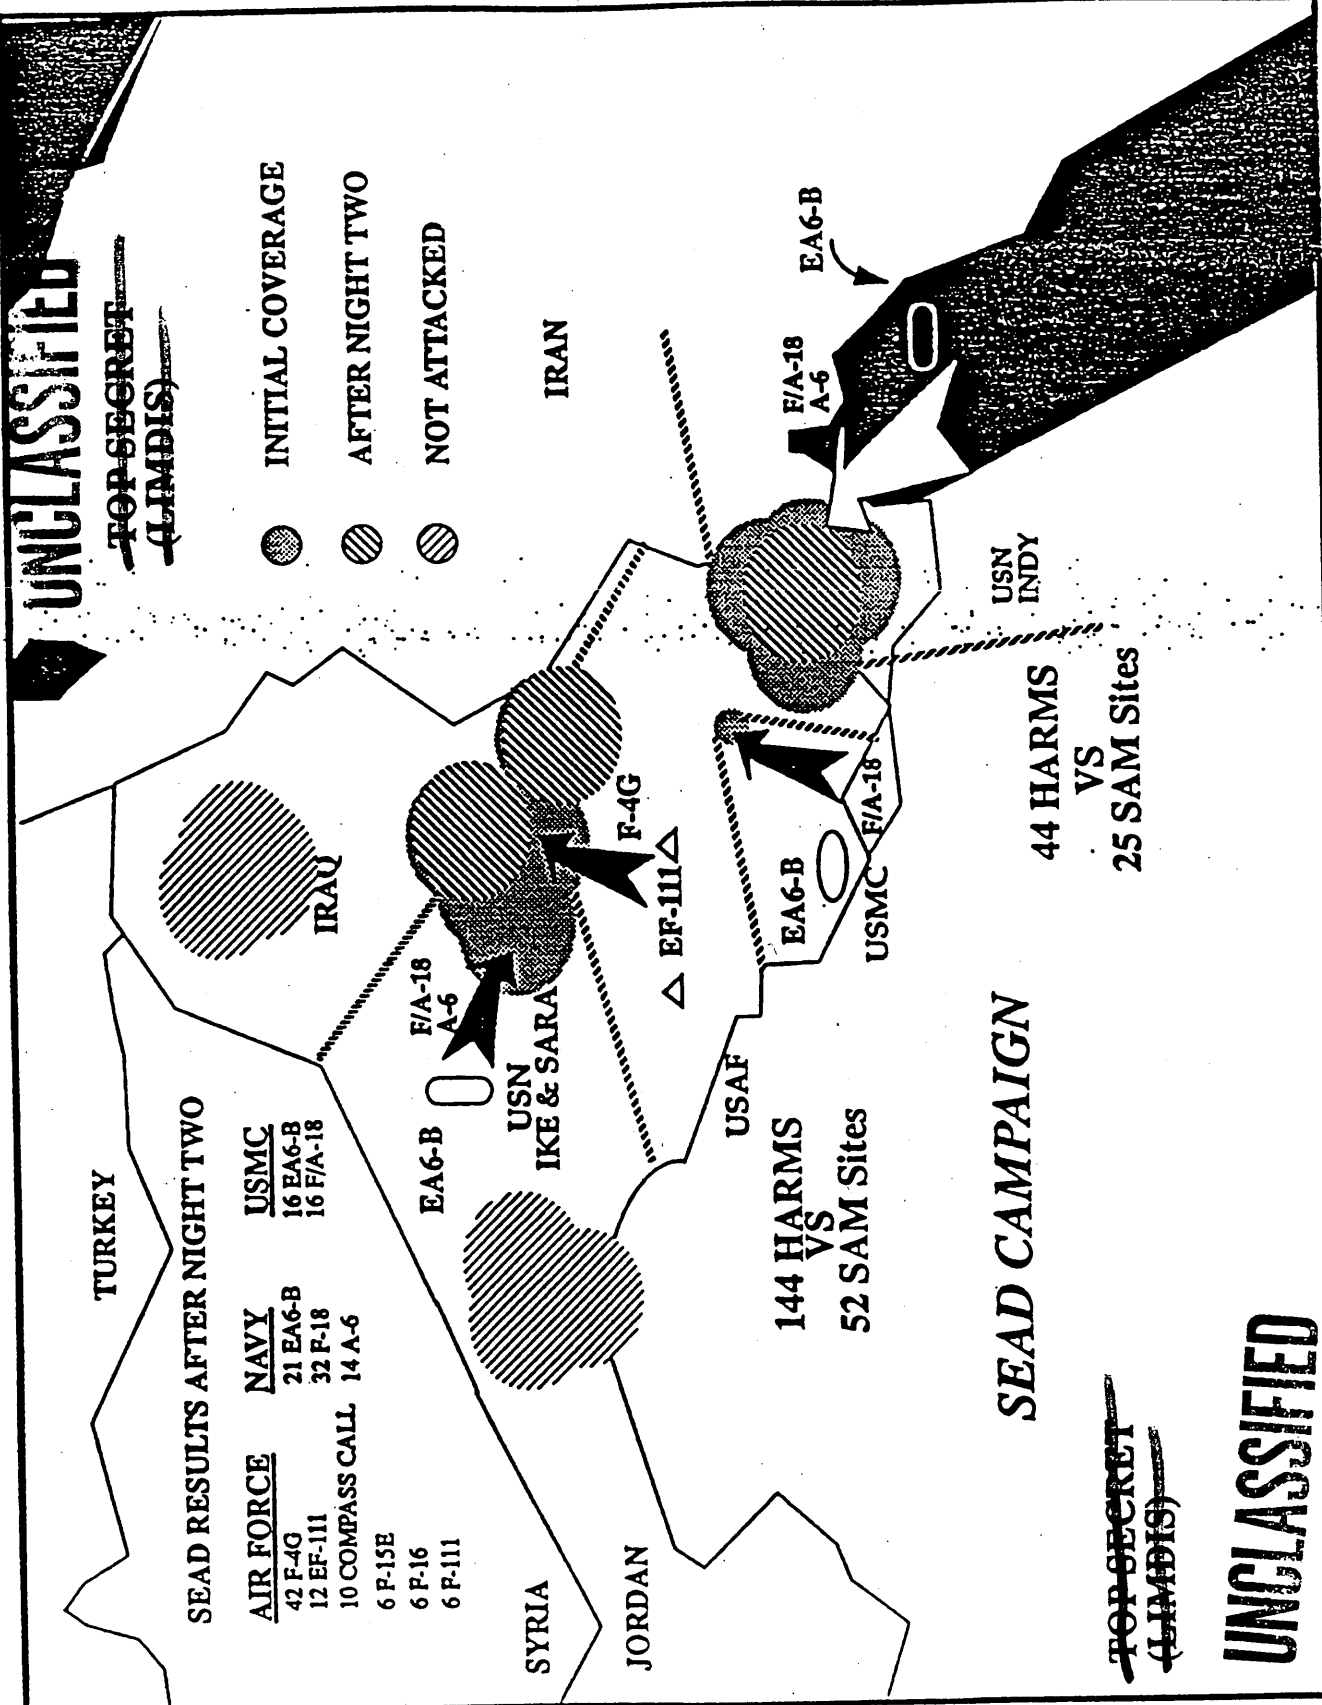 UNCLASSIFIED
TOP SECRET
(LIMDIS)
TURKEY
SEAD RESULTS AFTER NIGHT TWO
AIR FORCE NAVY USMC
42 F-4G 21 EA6-B 16 EA6-B
12 EF-111 32 F-18 16 F/A-18
10 COMPASS CALL 14 A-6
6 F-15E
6 F-16
6 F-111
INITIAL COVERAGE
AFTER NIGHT TWO
NOT ATTACKED
IRAQ
IRAN
SYRIA
JORDAN
F/A-18
A-6
EA6-B
USN
IKE & SARA
F-4G
EF-111
USAF
EA6-B
F/A-18
USMC
F/A-18
A-6
EA6-B
USN
INDY
144 HARMS
VS
52 SAM Sites
44 HARMS
VS
25 SAM Sites
SEAD CAMPAIGN
TOP SECRET
(LIMDIS)
UNCLASSIFIED